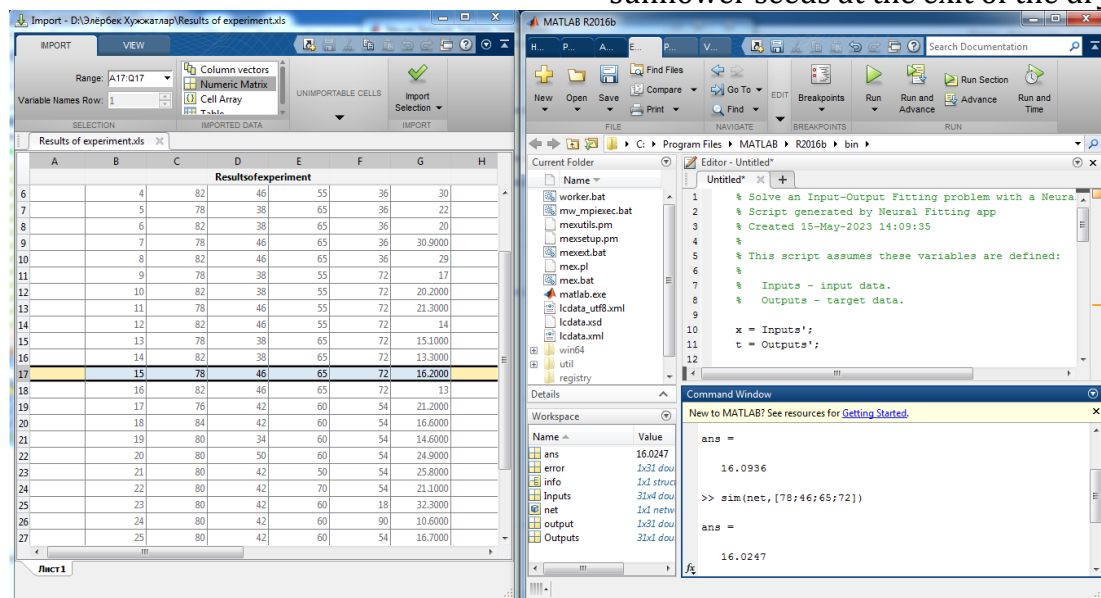 sunflower seeds at the exit of the dry
Import - D:\Элёрбек Хужжатлар\Results of experiment.xls
IMPORT VIEW
Range: A17:Q17
Variable Names Row: 1
SELECTION
Column vectors
Numeric Matrix
Cell Array
Table
IMPORTED DATA
UNIMPORTABLE CELLS
Import
Selection
IMPORT
Results of experiment.xls
A B C D E F G H
Resultsofexperiment
6 4 82 46 55 36 30
7 5 78 38 65 36 22
8 6 82 38 65 36 20
9 7 78 46 65 36 30.9000
10 8 82 46 65 36 29
11 9 78 38 55 72 17
12 10 82 38 55 72 20.2000
13 11 78 46 55 72 21.3000
14 12 82 46 55 72 14
15 13 78 38 65 72 15.1000
16 14 82 38 65 72 13.3000
17 15 78 46 65 72 16.2000
18 16 82 46 65 72 13
19 17 76 42 60 54 21.2000
20 18 84 42 60 54 16.6000
21 19 80 34 60 54 14.6000
22 20 80 50 60 54 24.9000
23 21 80 42 50 54 25.8000
24 22 80 42 70 54 21.1000
25 23 80 42 60 18 32.3000
26 24 80 42 60 90 10.6000
27 25 80 42 60 54 16.7000
Лист1
MATLAB R2016b
H... P... A... E... P... V...
Search Documentation
New Open Save
Find Files
Compare
Print
FILE
Go To
Find
NAVIGATE
EDIT
Breakpoints
BREAKPOINTS
Run
Run and
Advance
Run Section
Advance
Run and
Time
RUN
C: Program Files MATLAB R2016b bin
Current Folder
Name
worker.bat
mw_mpiexec.bat
mexutils.pm
mexsetup.pm
mexext.bat
mex.pl
mex.bat
matlab.exe
lcdata_utf8.xml
lcdata.xsd
lcdata.xml
win64
util
registry
Details
Workspace
Name Value
ans 16.0247
error 1x31 dou
info 1x1 struct
Inputs 31x4 dou
net 1x1 netw
output 1x31 dou
Outputs 31x1 dou
Editor - Untitled*
Untitled* +
1 % Solve an Input-Output Fitting problem with a Neura
2 % Script generated by Neural Fitting app
3 % Created 15-May-2023 14:09:35
4 %
5 % This script assumes these variables are defined:
6 %
7 % Inputs - input data.
8 % Outputs - target data.
9
10 x = Inputs';
11 t = Outputs';
12
Command Window
New to MATLAB? See resources for Getting Started.
ans =
16.0936
>> sim(net,[78;46;65;72])
ans =
16.0247
fx